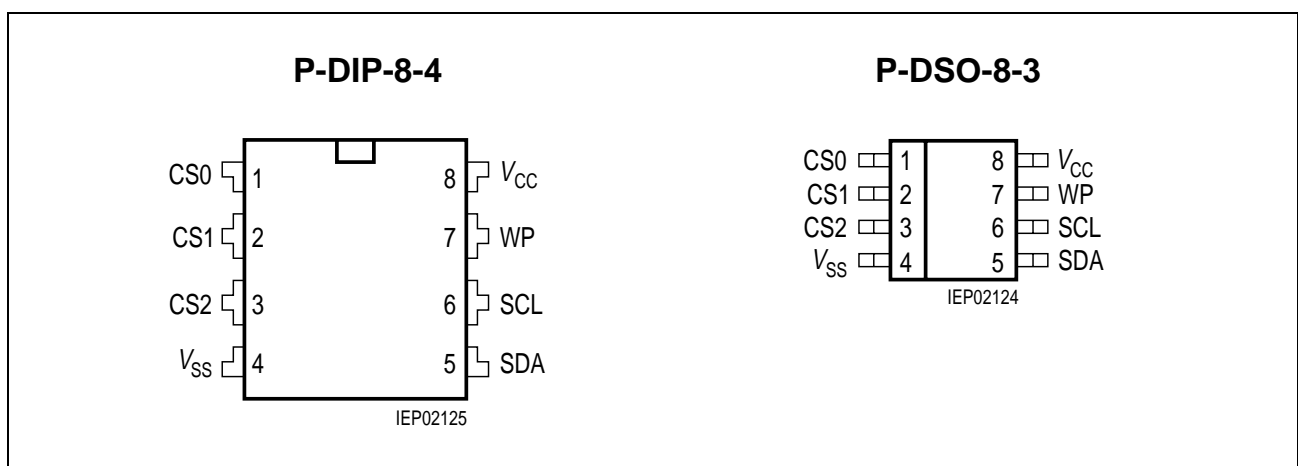 P-DIP-8-4
CS0 1 8 VCC
CS1 2 7 WP
CS2 3 6 SCL
VSS 4 5 SDA
IEP02125
P-DSO-8-3
CS0 1 8 VCC
CS1 2 7 WP
CS2 3 6 SCL
VSS 4 5 SDA
IEP02124